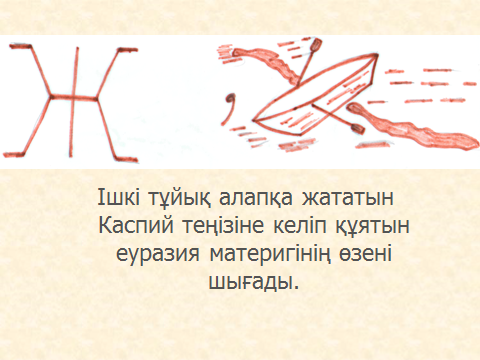 Ж ,
Ішкі тұйық алапқа жататын
Каспий теңізіне келіп құятын
еуразия материгінің өзені
шығады.